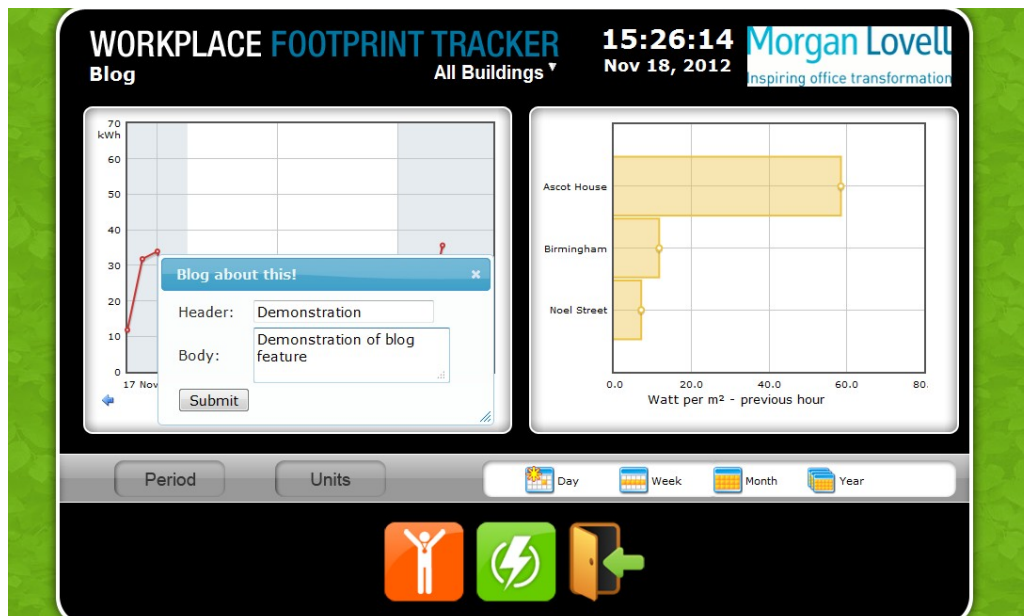 WORKPLACE FOOTPRINT TRACKER
Blog
All Buildings
15:26:14
Nov 18, 2012
Morgan Lovell
Inspiring office transformation
70
kWh
60
50
40
30
20
10
0
17 Nov
Blog about this!
Header: Demonstration
Body: Demonstration of blog
feature
Submit
Ascot House
Birmingham
Noel Street
0.0 20.0 40.0 60.0 80.
Watt per m² - previous hour
Period
Units
Day
Week
Month
Year